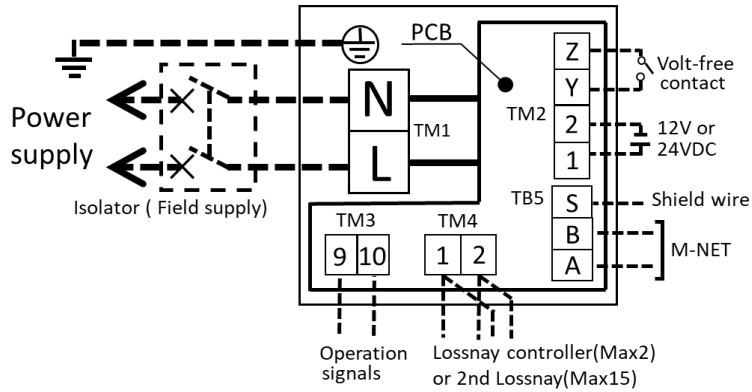 PCB
Power
supply
Isolator ( Field supply)
N
L
TM1
TM2
Z
Y
2
1
Volt-free
contact
12V or
24VDC
TB5
S
B
A
Shield wire
M-NET
TM3
9 10
TM4
1 2
Operation
signals
Lossnay controller(Max2)
or 2nd Lossnay(Max15)